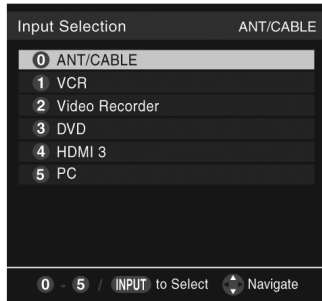 Input Selection ANT/CABLE
0 ANT/CABLE
1 VCR
2 Video Recorder
3 DVD
4 HDMI 3
5 PC
0 - 5 / INPUT to Select Navigate